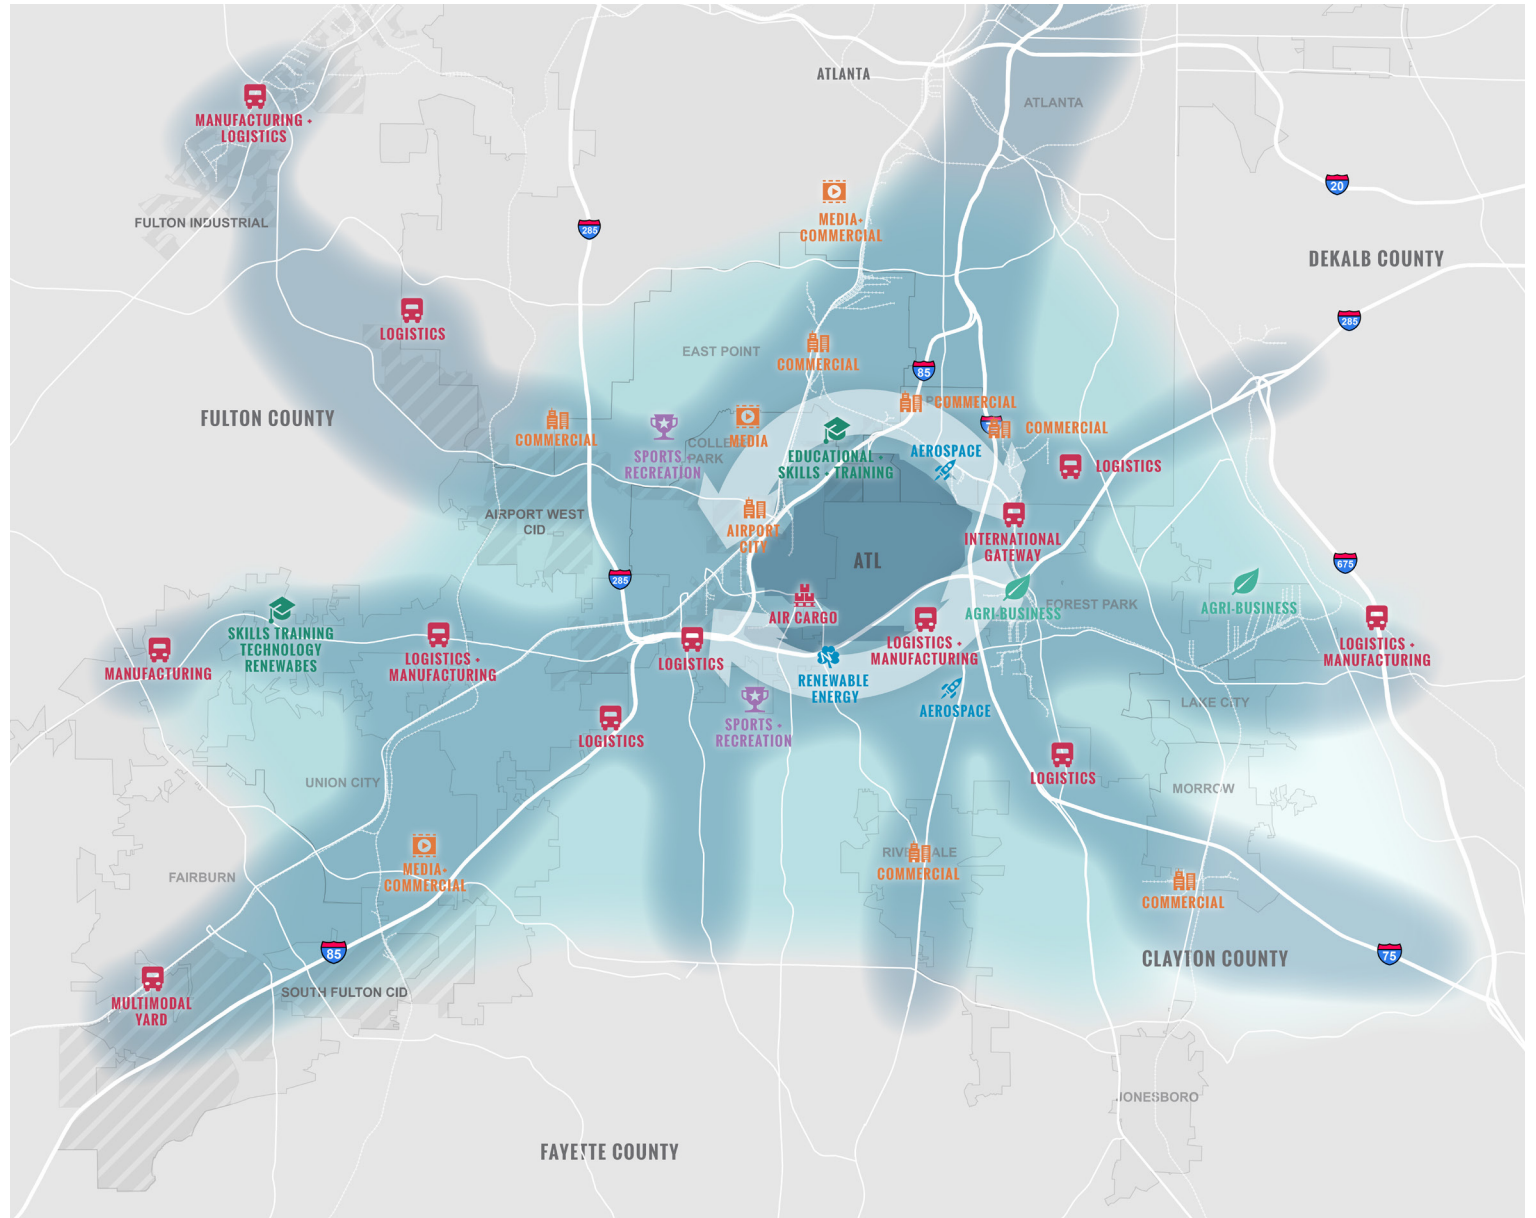 ATLANTA
ATLANTA
MANUFACTURING •
LOGISTICS
20
FULTON INDUSTRIAL
285
MEDIA•
COMMERCIAL
DEKALB COUNTY
LOGISTICS
285
EAST POINT
COMMERCIAL
85
FULTON COUNTY
COMMERCIAL
COMMERCIAL
COMMERCIAL
MEDIA
SPORTS
RECREATION
PARK
EDUCATIONAL •
SKILLS • TRAINING
AEROSPACE
LOGISTICS
AIRPORT WEST
CID
AIRPORT
CITY
INTERNATIONAL
GATEWAY
ATL
285
675
AIR CARGO
AGRI-BUSINESS
FOREST PARK
AGRI-BUSINESS
SKILLS TRAINING
TECHNOLOGY
RENEWABES
MANUFACTURING
LOGISTICS •
MANUFACTURING
LOGISTICS
LOGISTICS •
MANUFACTURING
LOGISTICS •
MANUFACTURING
RENEWABLE
ENERGY
AEROSPACE
LAKE CITY
SPORTS •
RECREATION
LOGISTICS
LOGISTICS
UNION CITY
MORROW
MEDIA•
COMMERCIAL
FAIRBURN
COMMERCIAL
COMMERCIAL
85
75
CLAYTON COUNTY
SOUTH FULTON CID
MULTIMODAL
YARD
JONESBORO
FAYETTE COUNTY